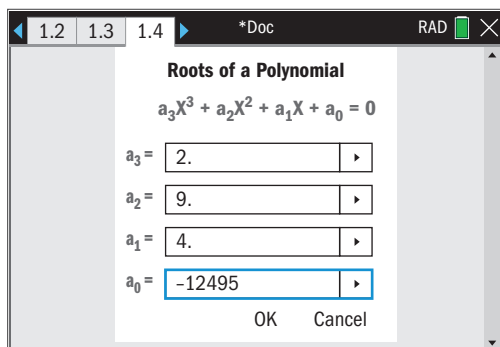 1.2 1.3 1.4 *Doc RAD
Roots of a Polynomial
a₃X³ + a₂X² + a₁X + a₀ = 0
a₃ = 2.
a₂ = 9.
a₁ = 4.
a₀ = −12495
OK Cancel